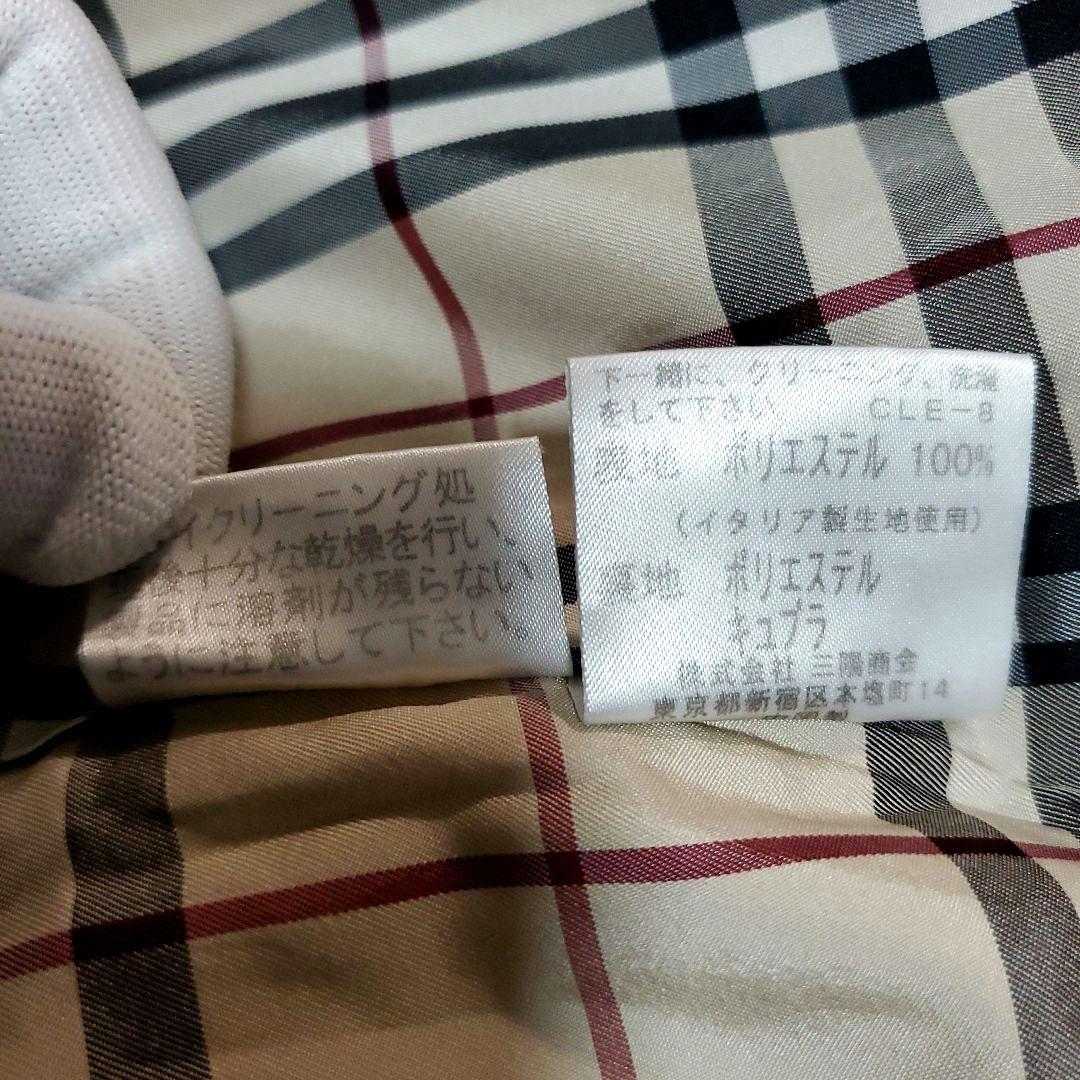 イクリーニング処
後十分な乾燥を行い、
製品に溶剤が残らない
ように注意して下さい。
下一緒に、クリーニング、洗濯
をして下さい CLE-8
表地 ポリエステル 100%
(イタリア製生地使用)
裏地 ポリエステル
キュプラ
株式会社 三陽商会
東京都新宿区本塩町14